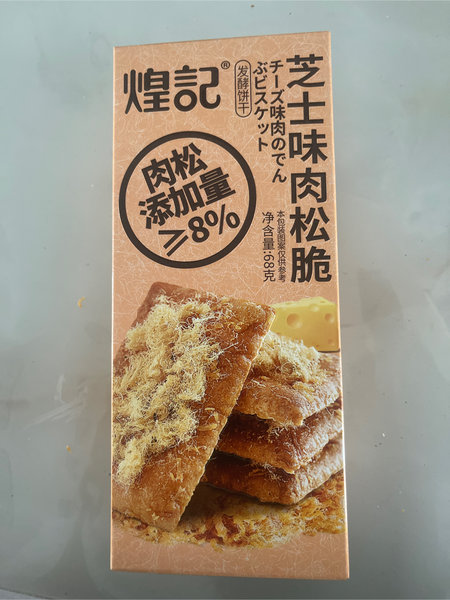 煌記®
发酵饼干
芝士味肉松脆
チーズ味肉のでん
ぶビスケット
肉松
添加量
≥8%
本包装图案仅供参考
净含量:68克